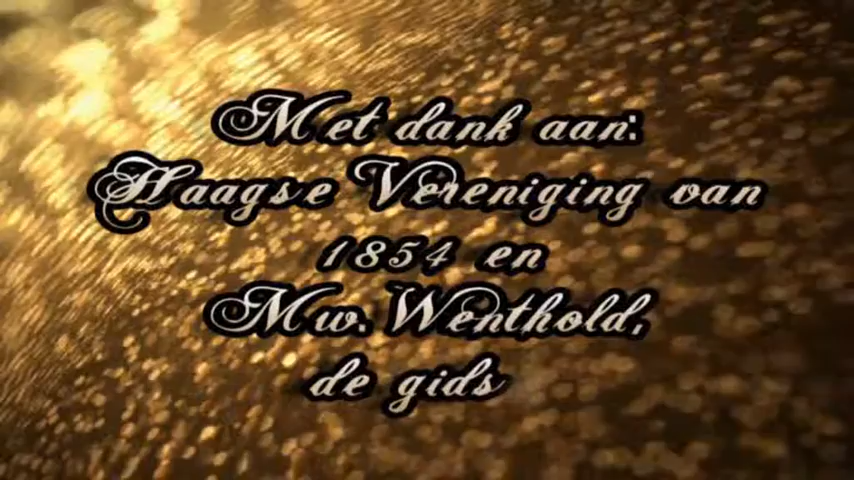 Met dank aan:
Haagse Vereniging van
1854 en
Mw. Wenthold,
de gids